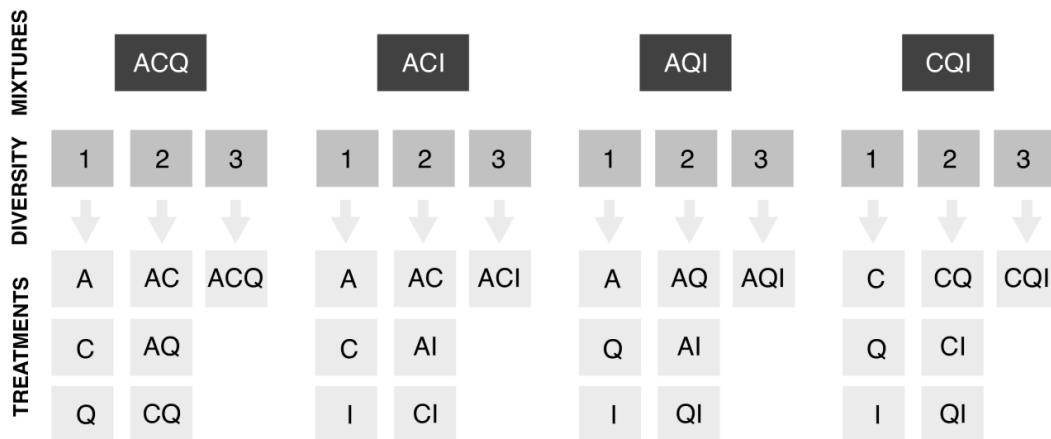 MIXTURES
ACQ ACI AQI CQI
DIVERSITY
1 2 3 1 2 3 1 2 3 1 2 3
TREATMENTS
A AC ACQ A AC ACI A AQ AQI C CQ CQI
C AQ C AI Q AI Q CI
Q CQ I CI I QI I QI